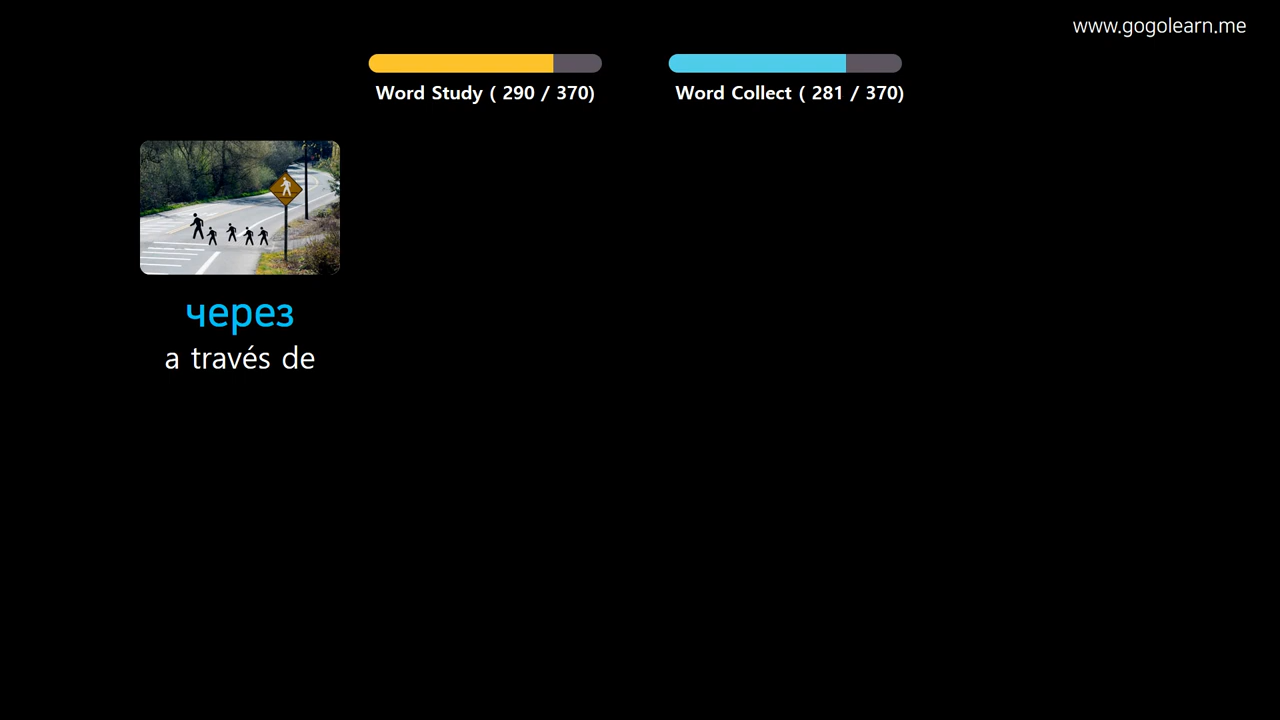 www.gogolearn.me
Word Study ( 290 / 370)
Word Collect ( 281 / 370)
через
a través de